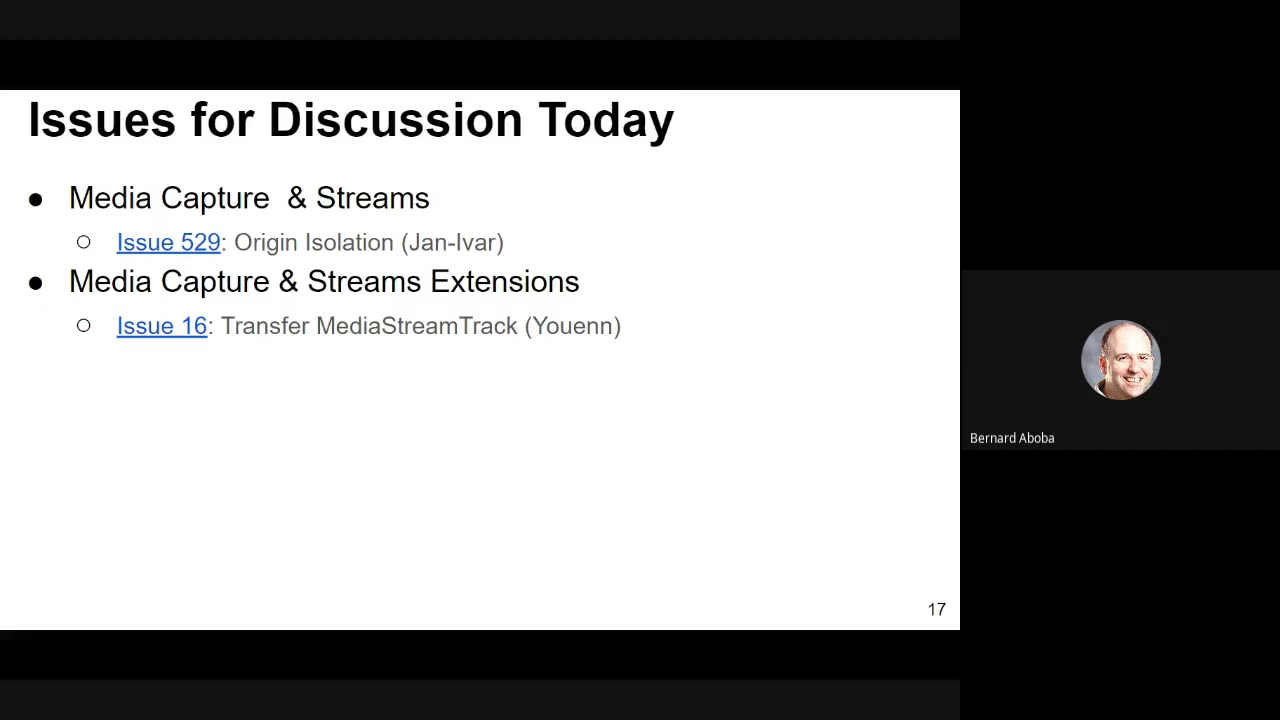 Issues for Discussion Today
● Media Capture  & Streams
○ Issue 529: Origin Isolation (Jan-Ivar)
● Media Capture & Streams Extensions
○ Issue 16: Transfer MediaStreamTrack (Youenn)
17
Bernard Aboba